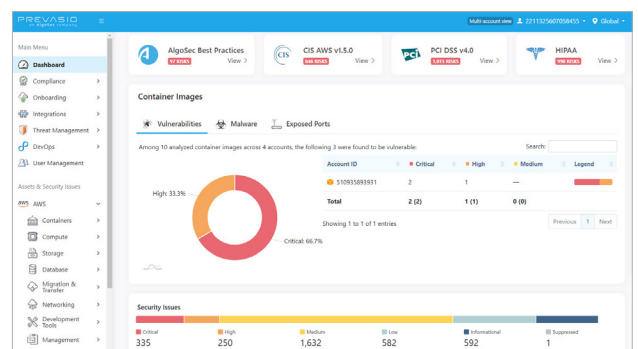 PREVASIO
an AlgoSec company
Multi-account view 2211325607058455 Global
Main Menu
Dashboard
Compliance
Onboarding
Integrations
Threat Management
DevOps
User Management
Assets & Security Issues
aws AWS
Containers
Compute
Storage
Database
Migration &
Transfer
Networking
Development
Tools
Management
AlgoSec Best Practices
97 RISKS View >
CIS
CIS AWS v1.5.0
846 RISKS View >
PCI
PCI DSS v4.0
1,015 RISKS View >
HIPAA
990 RISKS View >
Container Images
Vulnerabilities Malware Exposed Ports
Among 10 analyzed container images across 4 accounts, the following 3 were found to be vulnerable:
Search:
High: 33.3%
Critical: 66.7%
Account ID Critical High Medium Legend
510935893931 2 1 —
Total 2 (2) 1 (1) 0 (0)
Showing 1 to 1 of 1 entries
Previous 1 Next
Security Issues
Critical High Medium Low Informational Suppressed
335 250 1,632 582 592 1